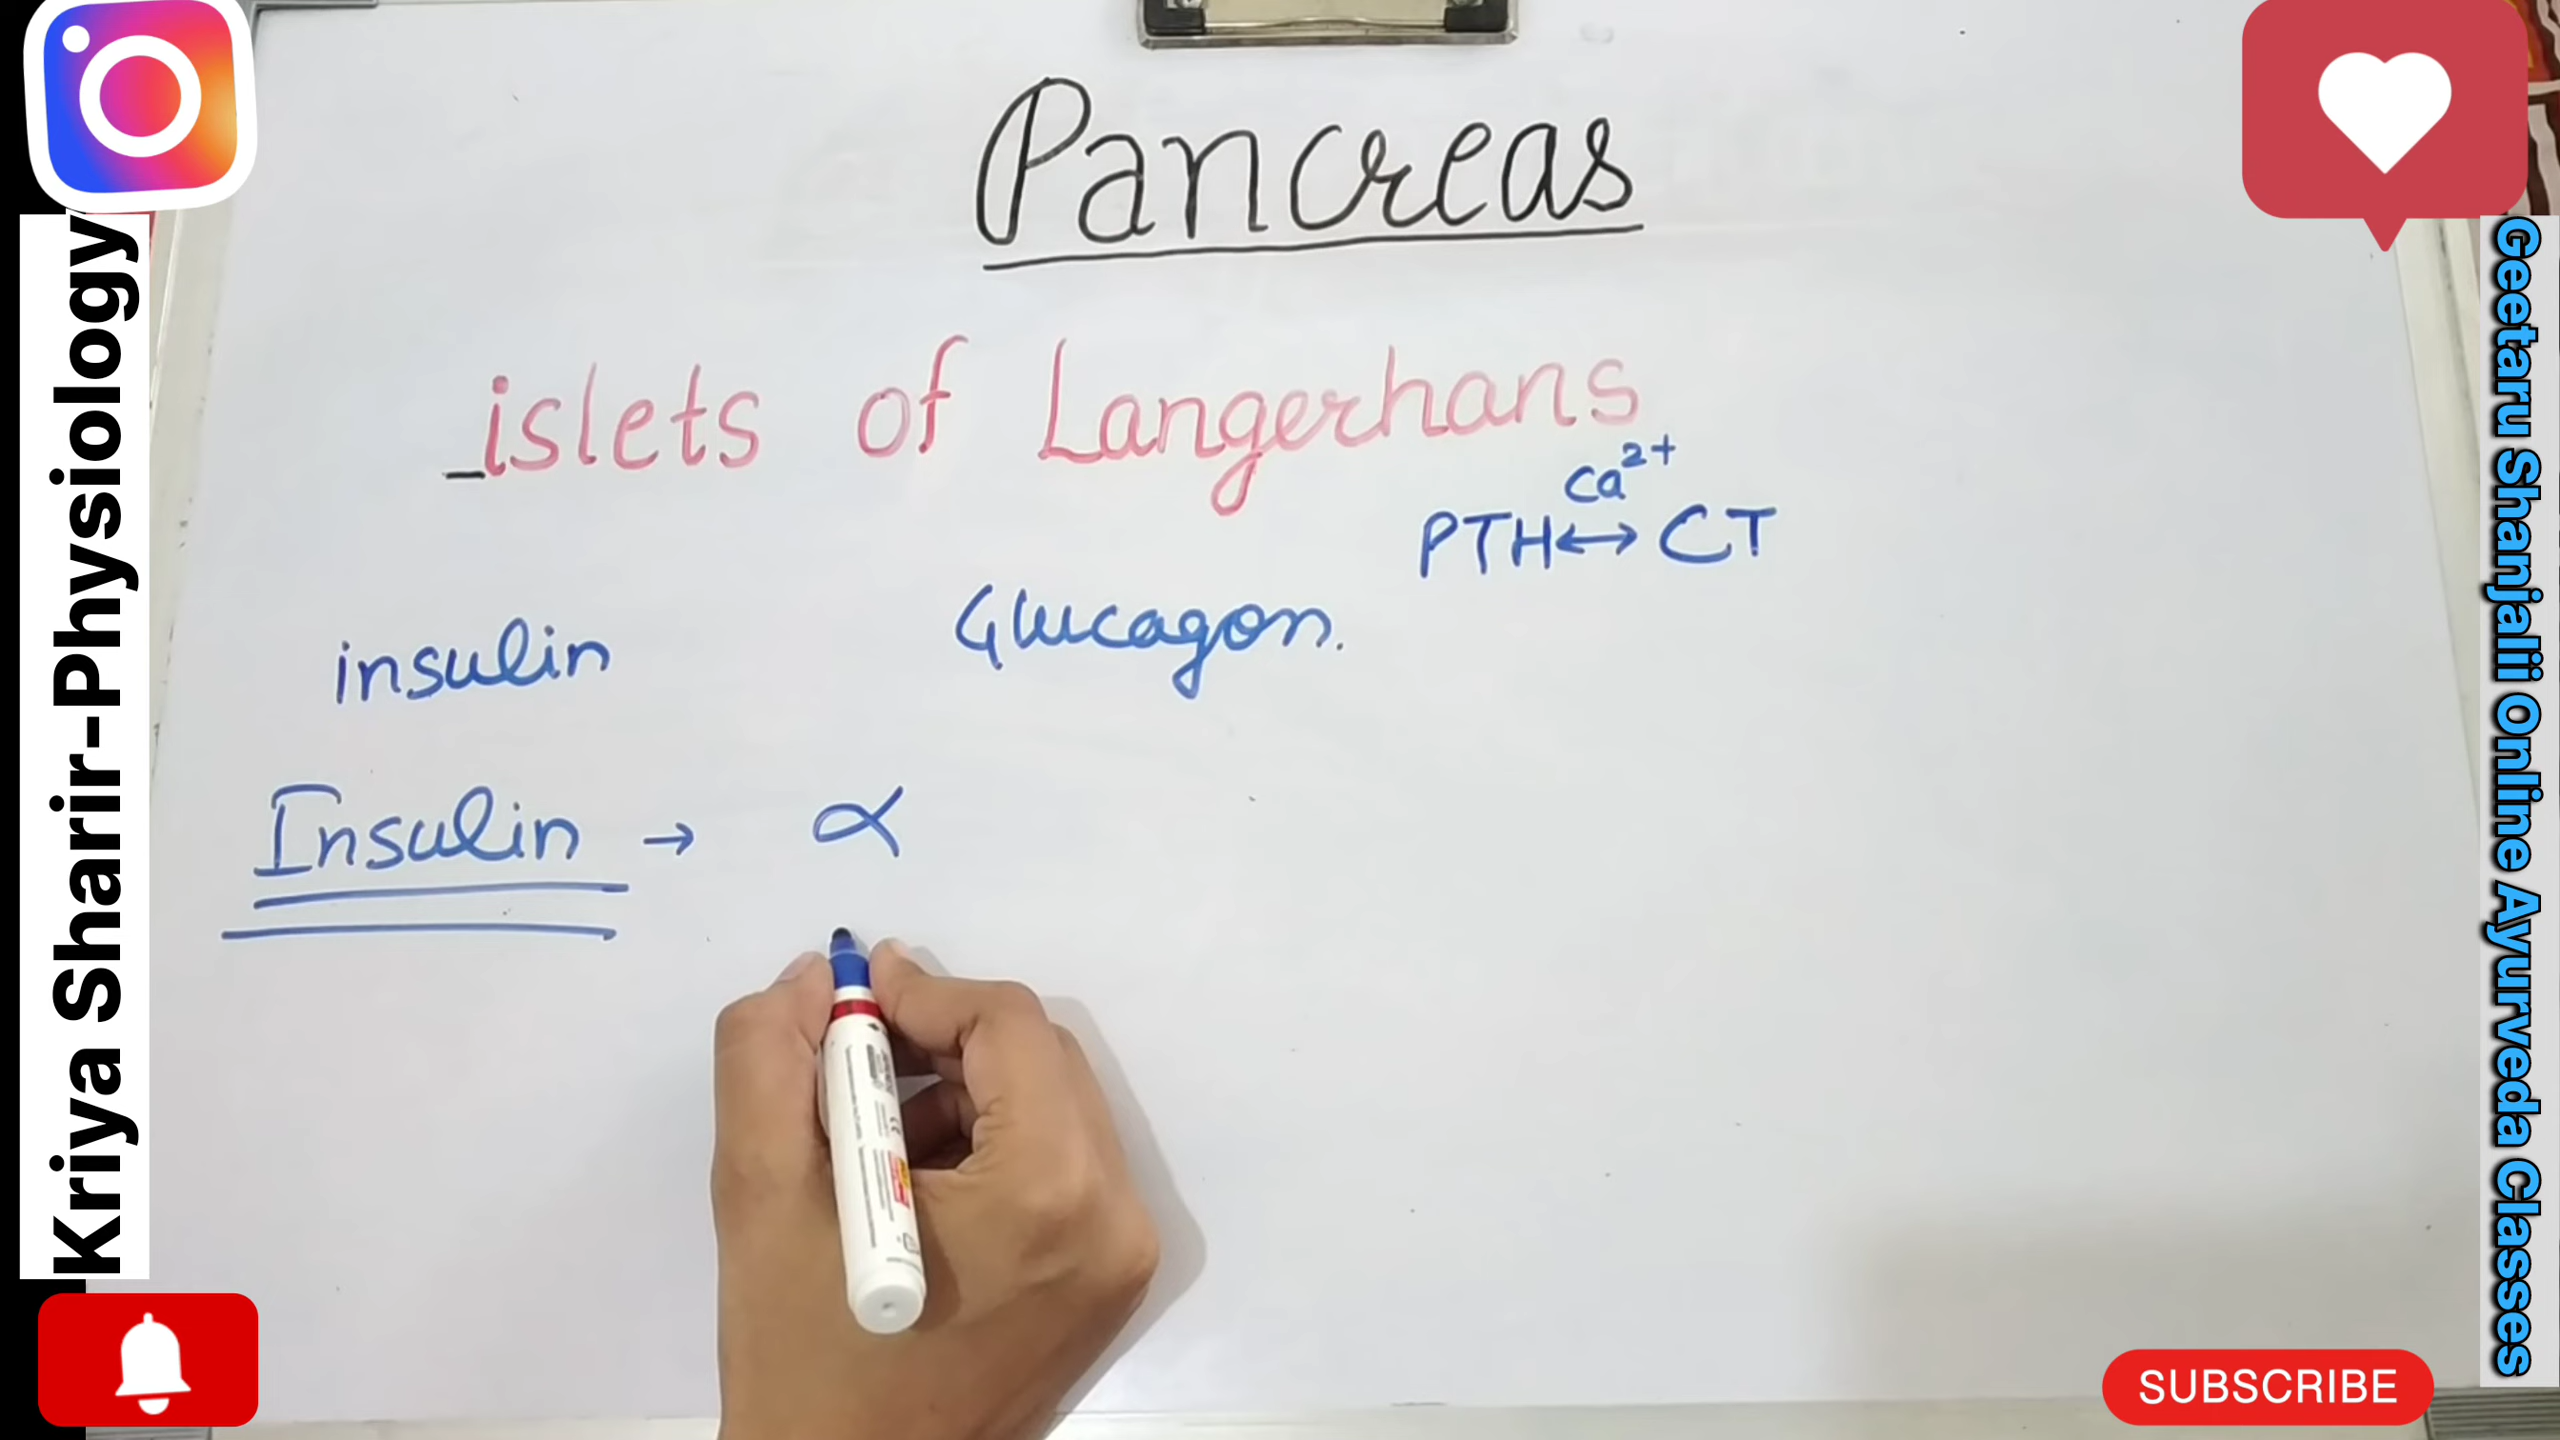 Pancreas
islets of Langerhans
Ca2+
PTH↔CT
insulin Glucagon.
Insulin → α
Kriya Sharir-Physiology
Geetaru Shanjalii Online Ayurveda Classes
SUBSCRIBE